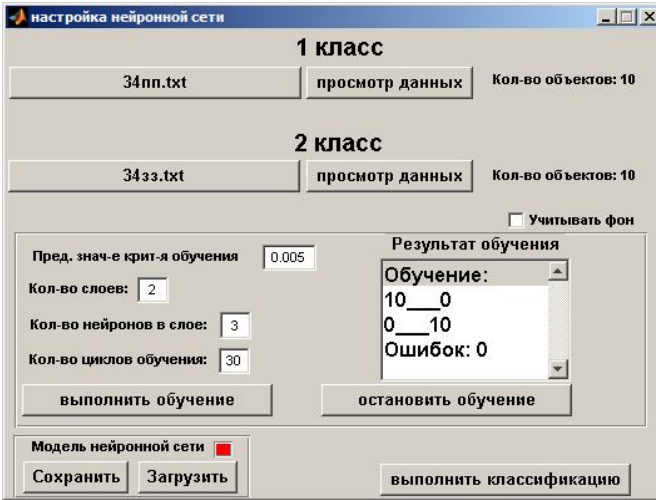 настройка нейронной сети
1 класс
34пп.txt
просмотр данных
Кол-во объектов: 10
2 класс
34зз.txt
просмотр данных
Кол-во объектов: 10
Учитывать фон
Пред. знач-е крит-я обучения
0.005
Кол-во слоев:
2
Кол-во нейронов в слое:
3
Кол-во циклов обучения:
30
выполнить обучение
Результат обучения
Обучение:
10___0
0___10
Ошибок: 0
остановить обучение
Модель нейронной сети
Сохранить
Загрузить
выполнить классификацию